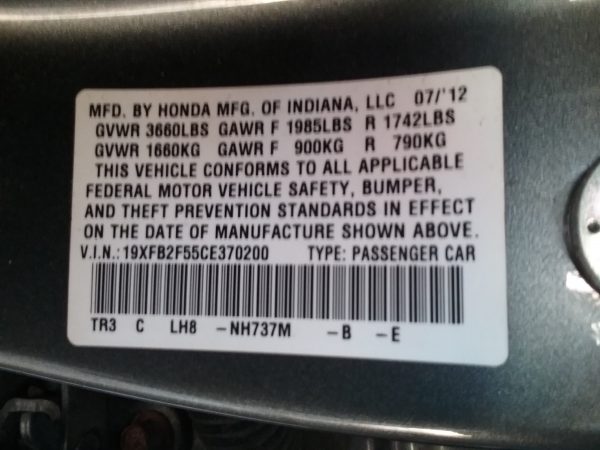 MFD. BY HONDA MFG. OF INDIANA, LLC 07/'12
GVWR 3660LBS GAWR F 1985LBS R 1742LBS
GVWR 1660KG GAWR F 900KG R 790KG
THIS VEHICLE CONFORMS TO ALL APPLICABLE
FEDERAL MOTOR VEHICLE SAFETY, BUMPER,
AND THEFT PREVENTION STANDARDS IN EFFECT
ON THE DATE OF MANUFACTURE SHOWN ABOVE.
V.I.N.: 19XFB2F55CE370200 TYPE: PASSENGER CAR
TR3 C LH8 -NH737M -B -E